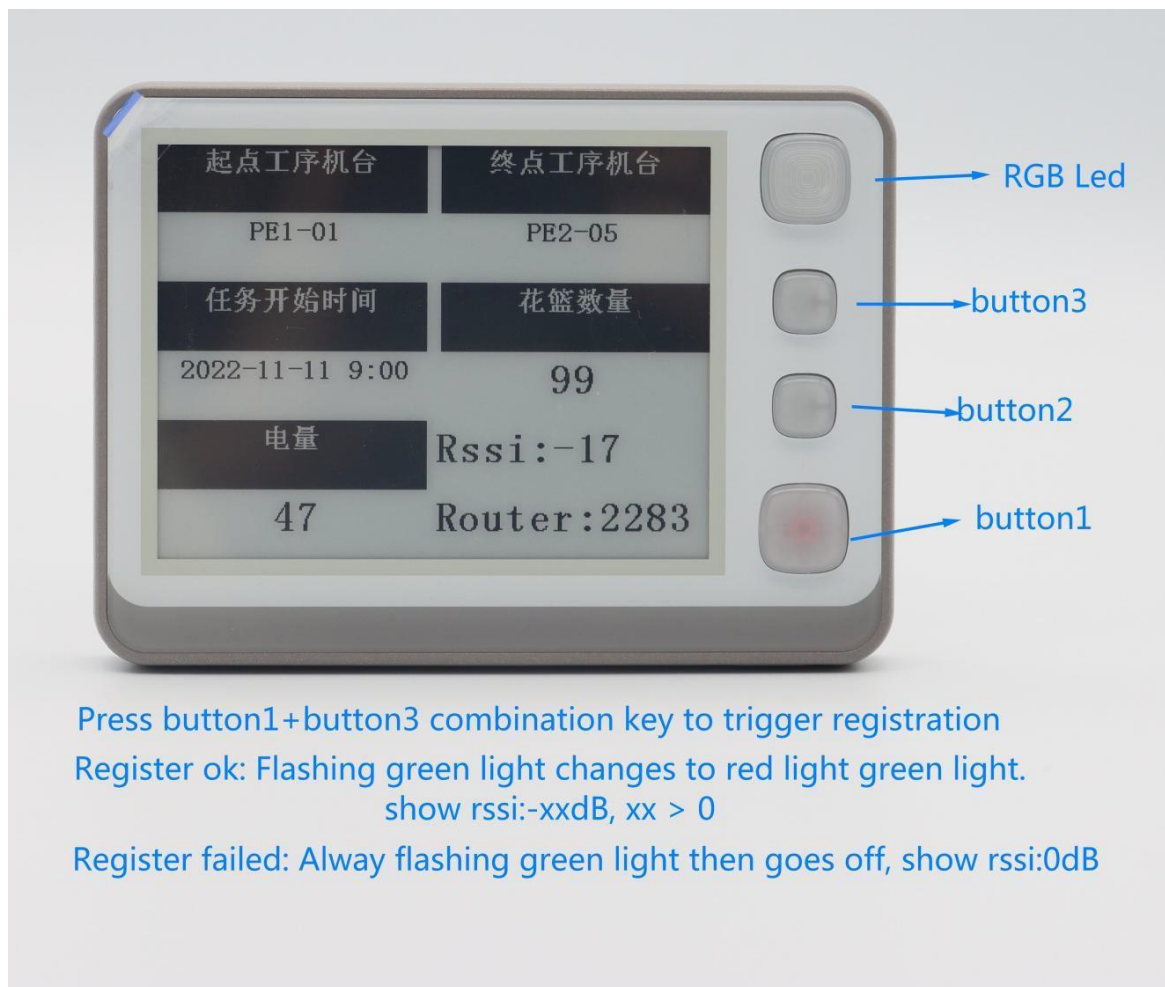 起点工序机台
终点工序机台
RGB Led
PE1-01
PE2-05
任务开始时间
花篮数量
button3
2022-11-11 9:00
99
button2
电量
Rssi:-17
47
Router:2283
button1
Press button1+button3 combination key to trigger registration
Register ok: Flashing green light changes to red light green light.
show rssi:-xxdB, xx > 0
Register failed: Alway flashing green light then goes off, show rssi:0dB